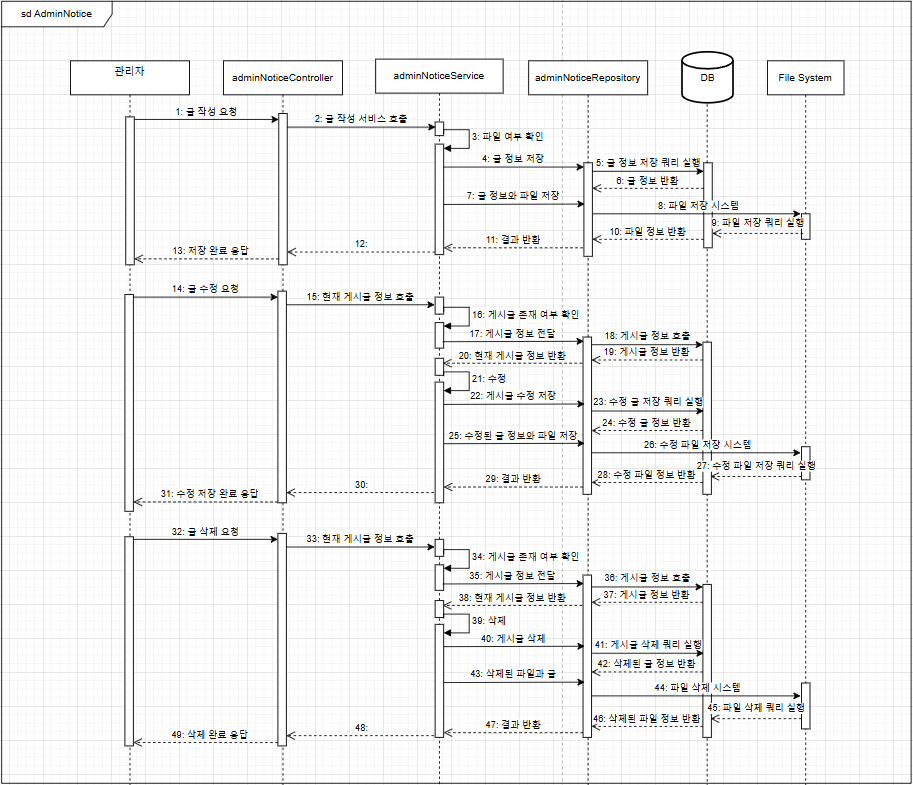 sd AdminNotice
관리자
adminNoticeController
adminNoticeService
adminNoticeRepository
DB
File System
1: 글 작성 요청
2: 글 작성 서비스 호출
3: 파일 여부 확인
4: 글 정보 저장
5: 글 정보 저장 쿼리 실행
6: 글 정보 반환
7: 글 정보와 파일 저장
8: 파일 저장 시스템
9: 파일 저장 쿼리 실행
10: 파일 정보 반환
11: 결과 반환
12:
13: 저장 완료 응답
14: 글 수정 요청
15: 현재 게시글 정보 호출
16: 게시글 존재 여부 확인
17: 게시글 정보 전달
18: 게시글 정보 호출
19: 게시글 정보 반환
20: 현재 게시글 정보 반환
21: 수정
22: 게시글 수정 저장
23: 수정 글 저장 쿼리 실행
24: 수정 글 정보 반환
25: 수정된 글 정보와 파일 저장
26: 수정 파일 저장 시스템
27: 수정 파일 저장 쿼리 실행
28: 수정 파일 정보 반환
29: 결과 반환
30:
31: 수정 저장 완료 응답
32: 글 삭제 요청
33: 현재 게시글 정보 호출
34: 게시글 존재 여부 확인
35: 게시글 정보 전달
36: 게시글 정보 호출
37: 게시글 정보 반환
38: 현재 게시글 정보 반환
39: 삭제
40: 게시글 삭제
41: 게시글 삭제 쿼리 실행
42: 삭제된 글 정보 반환
43: 삭제된 파일과 글
44: 파일 삭제 시스템
45: 파일 삭제 쿼리 실행
46: 삭제된 파일 정보 반환
47: 결과 반환
48:
49: 삭제 완료 응답